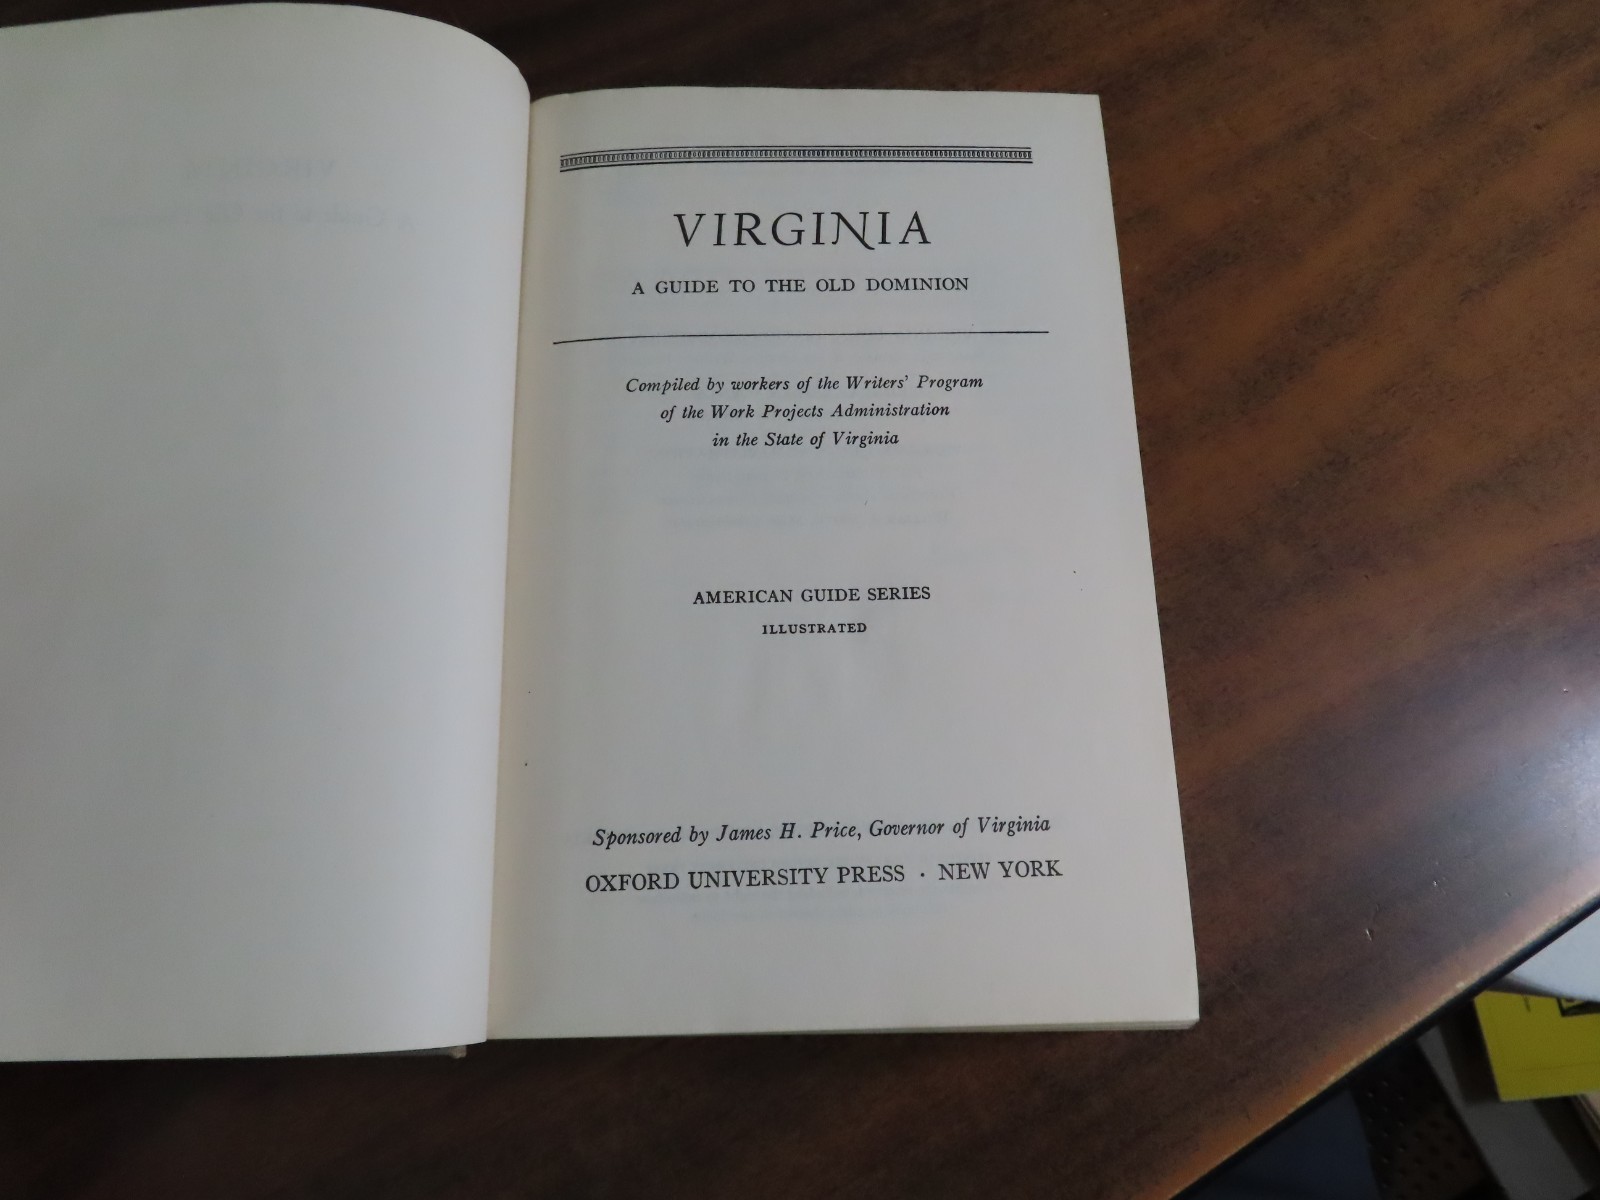 VIRGINIA
A GUIDE TO THE OLD DOMINION
Compiled by workers of the Writers' Program
of the Work Projects Administration
in the State of Virginia
AMERICAN GUIDE SERIES
ILLUSTRATED
Sponsored by James H. Price, Governor of Virginia
OXFORD UNIVERSITY PRESS · NEW YORK